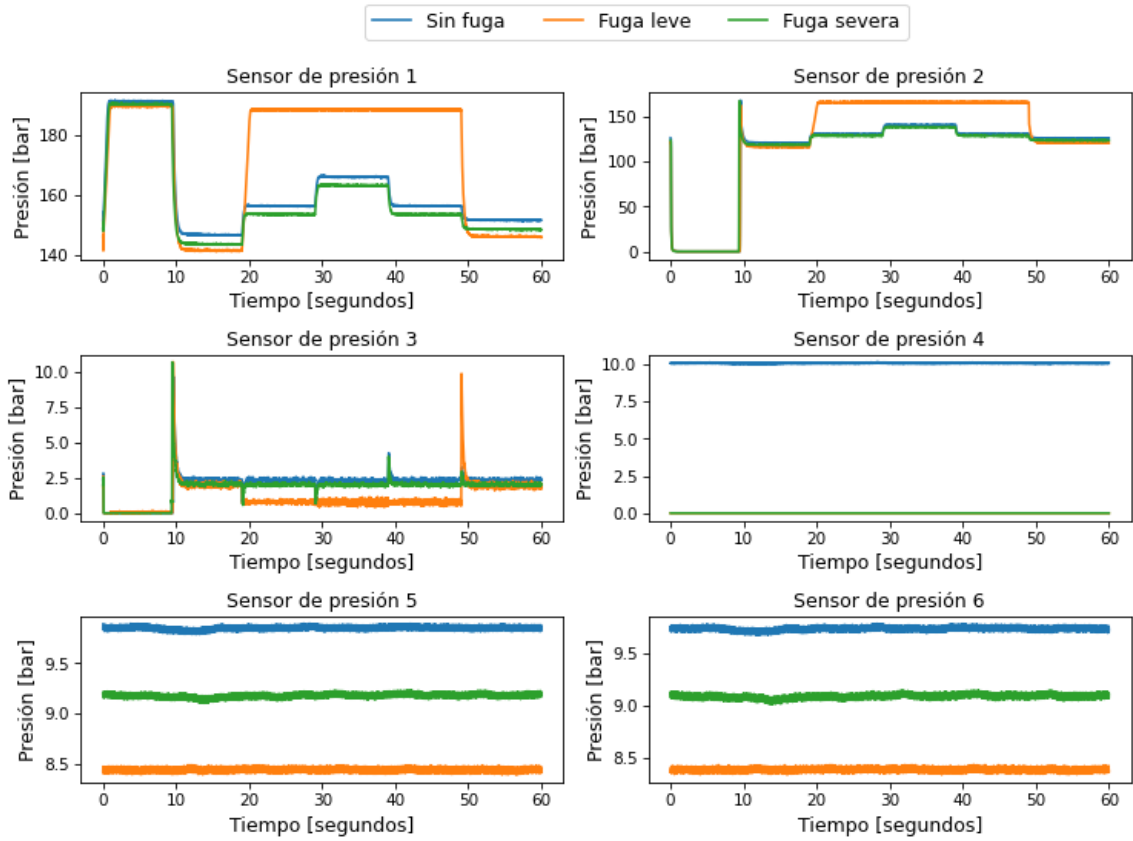 Sin fuga Fuga leve Fuga severa
Sensor de presión 1
Presión [bar]
180
160
140
0 10 20 30 40 50 60
Tiempo [segundos]
Sensor de presión 2
Presión [bar]
150
100
50
0
0 10 20 30 40 50 60
Tiempo [segundos]
Sensor de presión 3
Presión [bar]
10.0
7.5
5.0
2.5
0.0
0 10 20 30 40 50 60
Tiempo [segundos]
Sensor de presión 4
Presión [bar]
10.0
7.5
5.0
2.5
0.0
0 10 20 30 40 50 60
Tiempo [segundos]
Sensor de presión 5
Presión [bar]
9.5
9.0
8.5
0 10 20 30 40 50 60
Tiempo [segundos]
Sensor de presión 6
Presión [bar]
9.5
9.0
8.5
0 10 20 30 40 50 60
Tiempo [segundos]